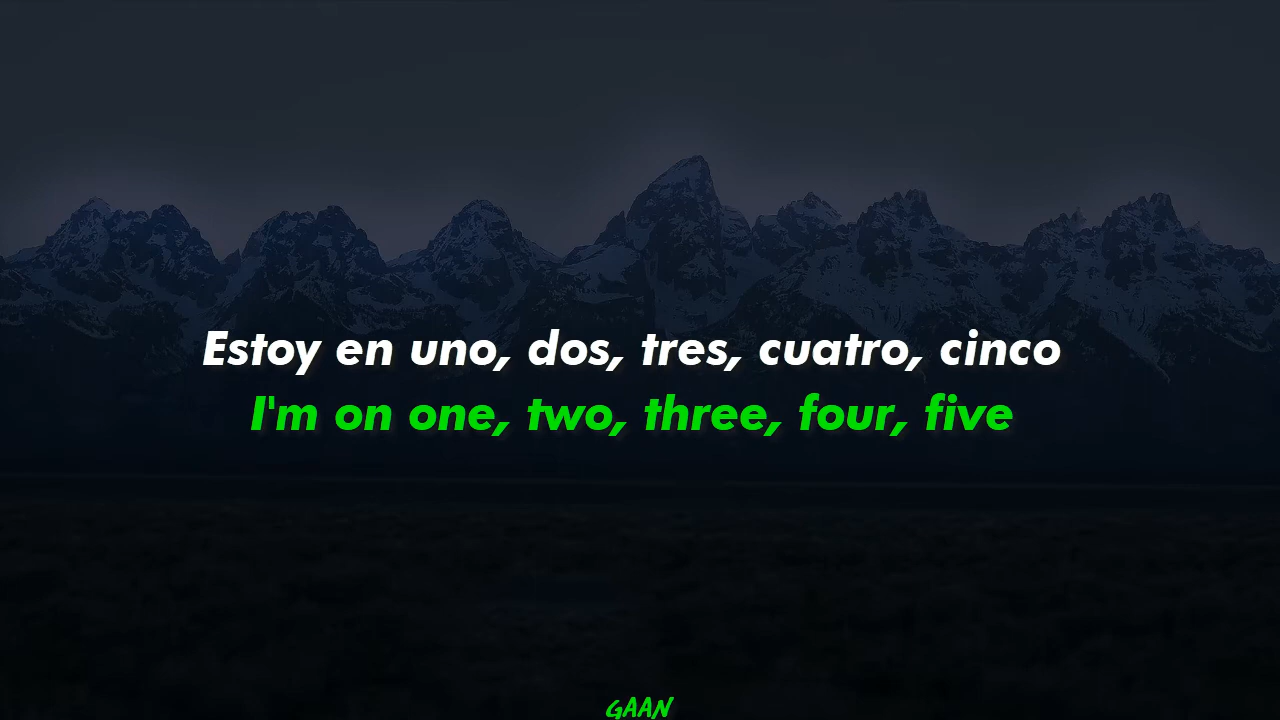 Estoy en uno, dos, tres, cuatro, cinco
I'm on one, two, three, four, five
GAAN